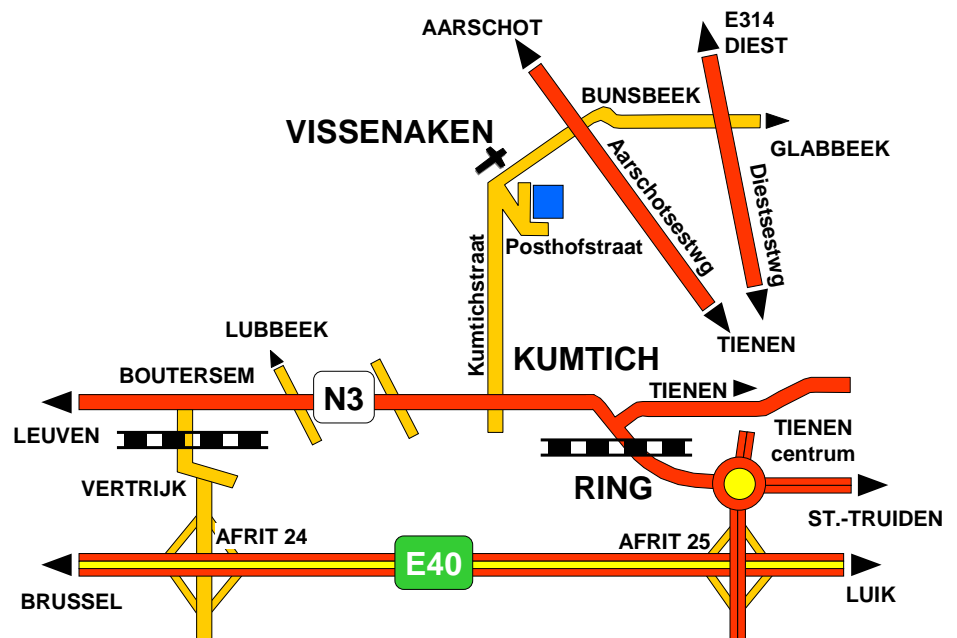 E314
DIEST
AARSCHOT
BUNSBEEK
VISSENAKEN
GLABBEEK
Aarschotsestwg
Diestsestwg
Posthofstraat
Kumtichstraat
LUBBEEK
TIENEN
KUMTICH
BOUTERSEM
N3
TIENEN
LEUVEN
TIENEN
centrum
VERTRIJK
RING
ST.-TRUIDEN
AFRIT 24
AFRIT 25
E40
BRUSSEL
LUIK